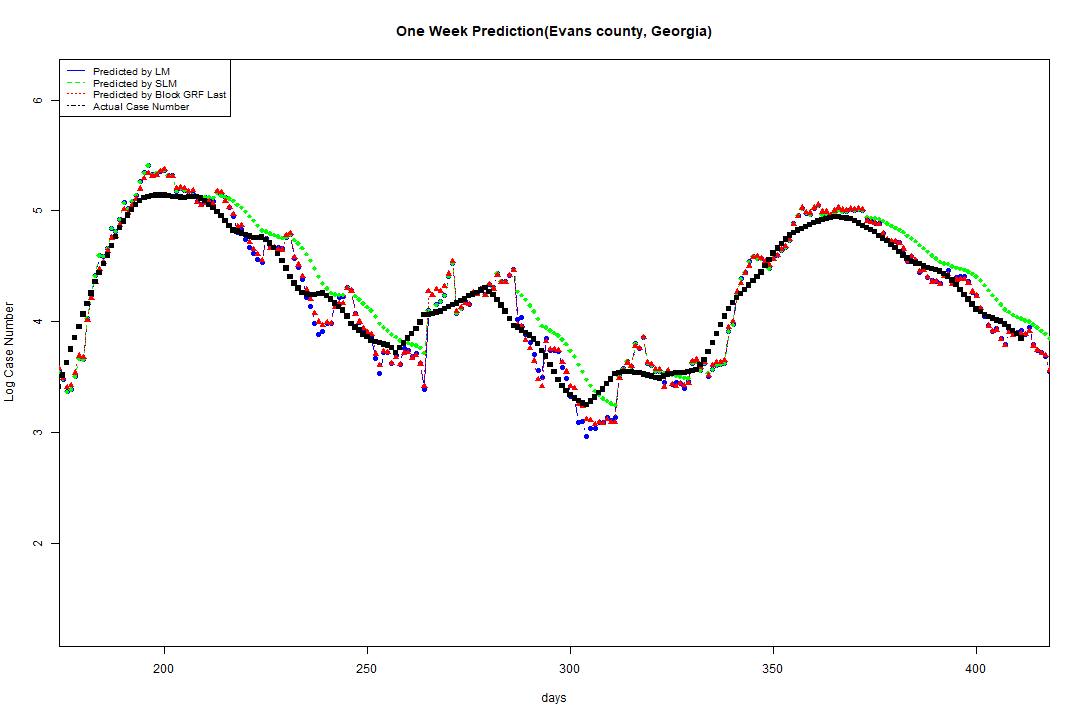 One Week Prediction(Evans county, Georgia)
Predicted by LM
Predicted by SLM
Predicted by Block GRF Last
Actual Case Number
6
5
4
3
2
Log Case Number
200 250 300 350 400
days